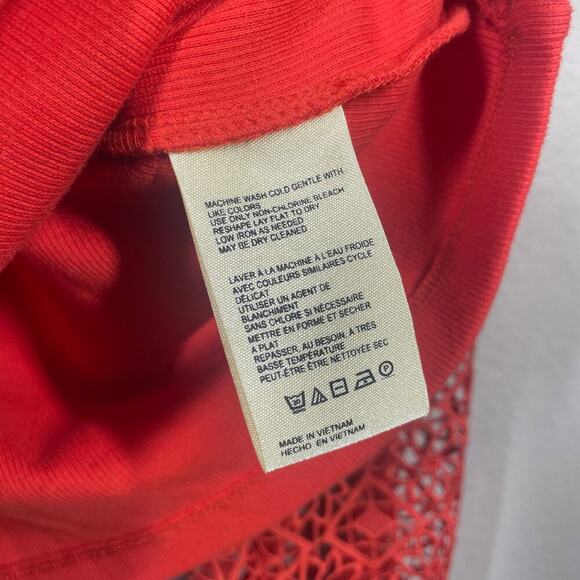 MACHINE WASH COLD GENTLE WITH
LIKE COLORS
USE ONLY NON-CHLORINE BLEACH
RESHAPE LAY FLAT TO DRY
LOW IRON AS NEEDED
MAY BE DRY CLEANED
LAVER À LA MACHINE À L'EAU FROIDE
AVEC COULEURS SIMILAIRES CYCLE
DÉLICAT
UTILISER UN AGENT DE
BLANCHIMENT
SANS CHLORE SI NÉCESSAIRE
METTRE EN FORME ET SÉCHER
A PLAT
REPASSER, AU BESOIN, À TRÈS
BASSE TEMPÉRATURE
PEUT-ÊTRE ÊTRE NETTOYÉE SEC
30 P
MADE IN VIETNAM
HECHO EN VIETNAM